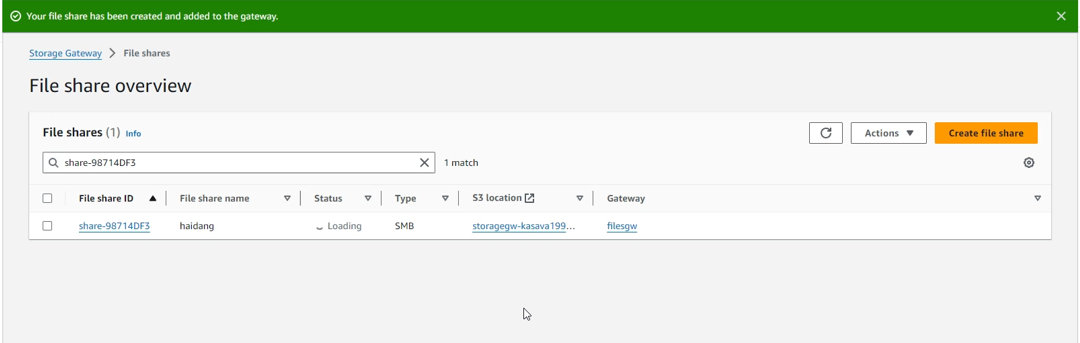 Your file share has been created and added to the gateway.
Storage Gateway > File shares
File share overview
File shares (1) Info
Actions
Create file share
share-98714DF3
1 match
File share ID File share name Status Type S3 location Gateway
share-98714DF3 haidang Loading SMB storagegw-kasava199... filesgw